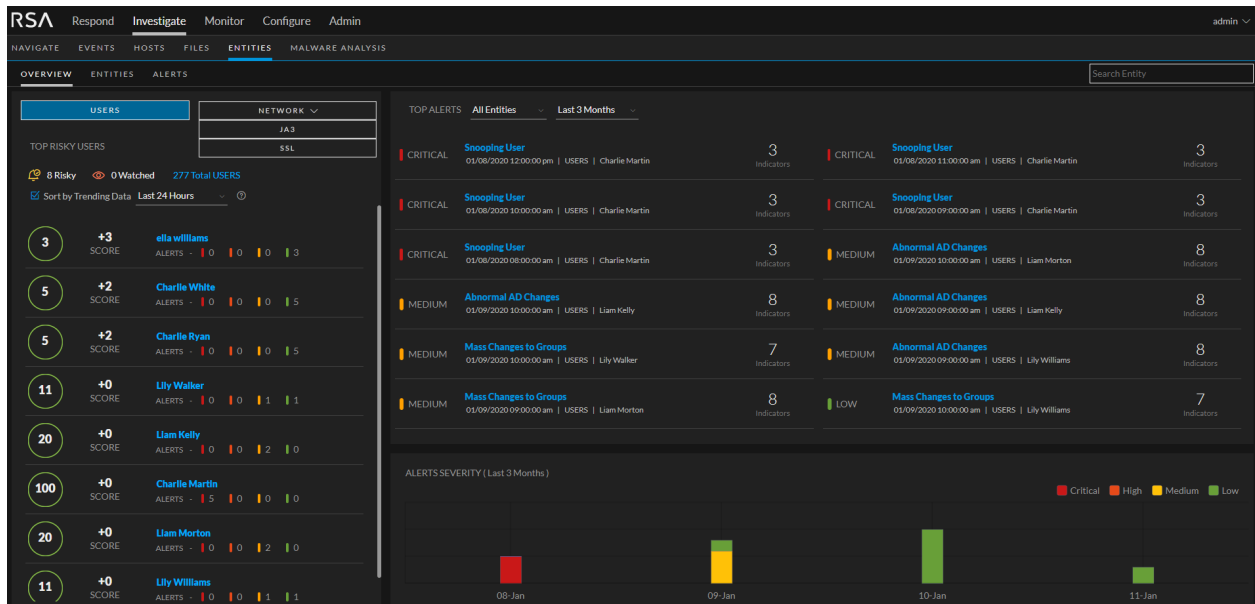 RSA Respond Investigate Monitor Configure Admin admin
NAVIGATE EVENTS HOSTS FILES ENTITIES MALWARE ANALYSIS
OVERVIEW ENTITIES ALERTS Search Entity
USERS NETWORK
JA3
SSL
TOP RISKY USERS
8 Risky 0 Watched 277 Total USERS
Sort by Trending Data Last 24 Hours
3 +3 SCORE ella williams
ALERTS - 0 0 0 3
5 +2 SCORE Charlie White
ALERTS - 0 0 0 5
5 +2 SCORE Charlie Ryan
ALERTS - 0 0 0 5
11 +0 SCORE Lily Walker
ALERTS - 0 0 1 1
20 +0 SCORE Liam Kelly
ALERTS - 0 0 2 0
100 +0 SCORE Charlie Martin
ALERTS - 5 0 0 0
20 +0 SCORE Liam Morton
ALERTS - 0 0 2 0
11 +0 SCORE Lily Williams
ALERTS - 0 0 1 1
TOP ALERTS All Entities Last 3 Months
CRITICAL Snooping User 3
01/08/2020 12:00:00 pm | USERS | Charlie Martin Indicators
CRITICAL Snooping User 3
01/08/2020 11:00:00 am | USERS | Charlie Martin Indicators
CRITICAL Snooping User 3
01/08/2020 10:00:00 am | USERS | Charlie Martin Indicators
CRITICAL Snooping User 3
01/08/2020 09:00:00 am | USERS | Charlie Martin Indicators
CRITICAL Snooping User 3
01/08/2020 08:00:00 am | USERS | Charlie Martin Indicators
MEDIUM Abnormal AD Changes 8
01/09/2020 10:00:00 am | USERS | Liam Morton Indicators
MEDIUM Abnormal AD Changes 8
01/09/2020 10:00:00 am | USERS | Liam Kelly Indicators
MEDIUM Abnormal AD Changes 8
01/09/2020 09:00:00 am | USERS | Liam Kelly Indicators
MEDIUM Mass Changes to Groups 7
01/09/2020 10:00:00 am | USERS | Lily Walker Indicators
MEDIUM Abnormal AD Changes 8
01/09/2020 09:00:00 am | USERS | Lily Williams Indicators
MEDIUM Mass Changes to Groups 8
01/09/2020 09:00:00 am | USERS | Liam Morton Indicators
LOW Mass Changes to Groups 7
01/09/2020 10:00:00 am | USERS | Lily Williams Indicators
ALERTS SEVERITY ( Last 3 Months )
Critical High Medium Low
08-Jan 09-Jan 10-Jan 11-Jan